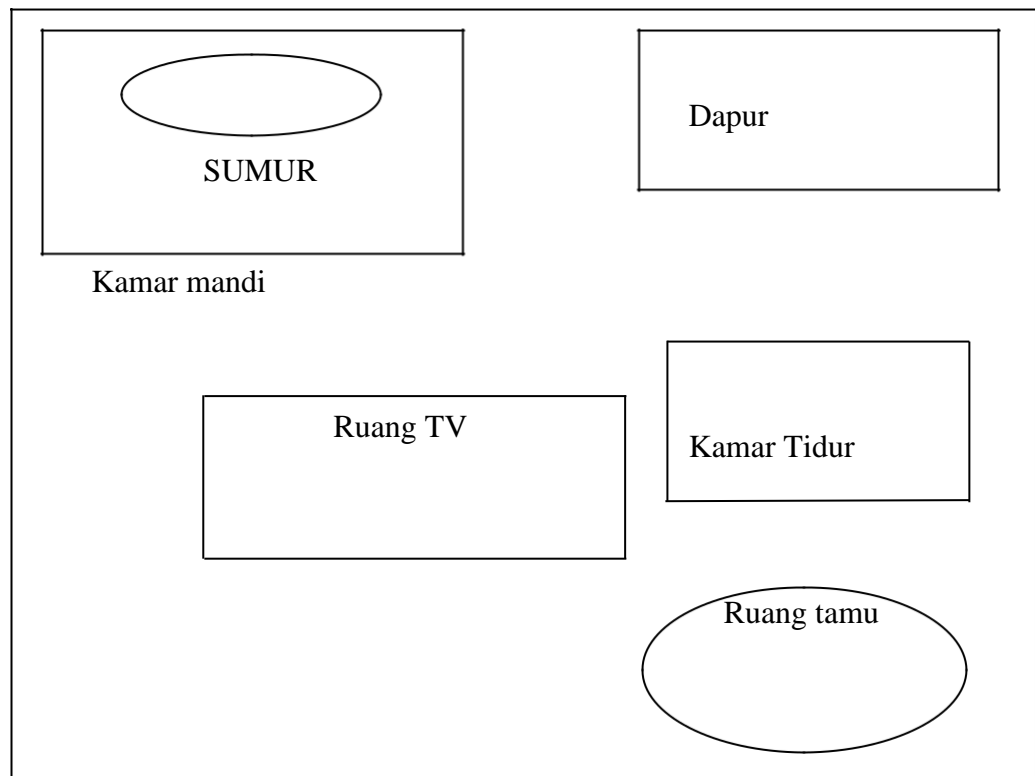 Dapur
SUMUR
Kamar mandi
Ruang TV
Kamar Tidur
Ruang tamu